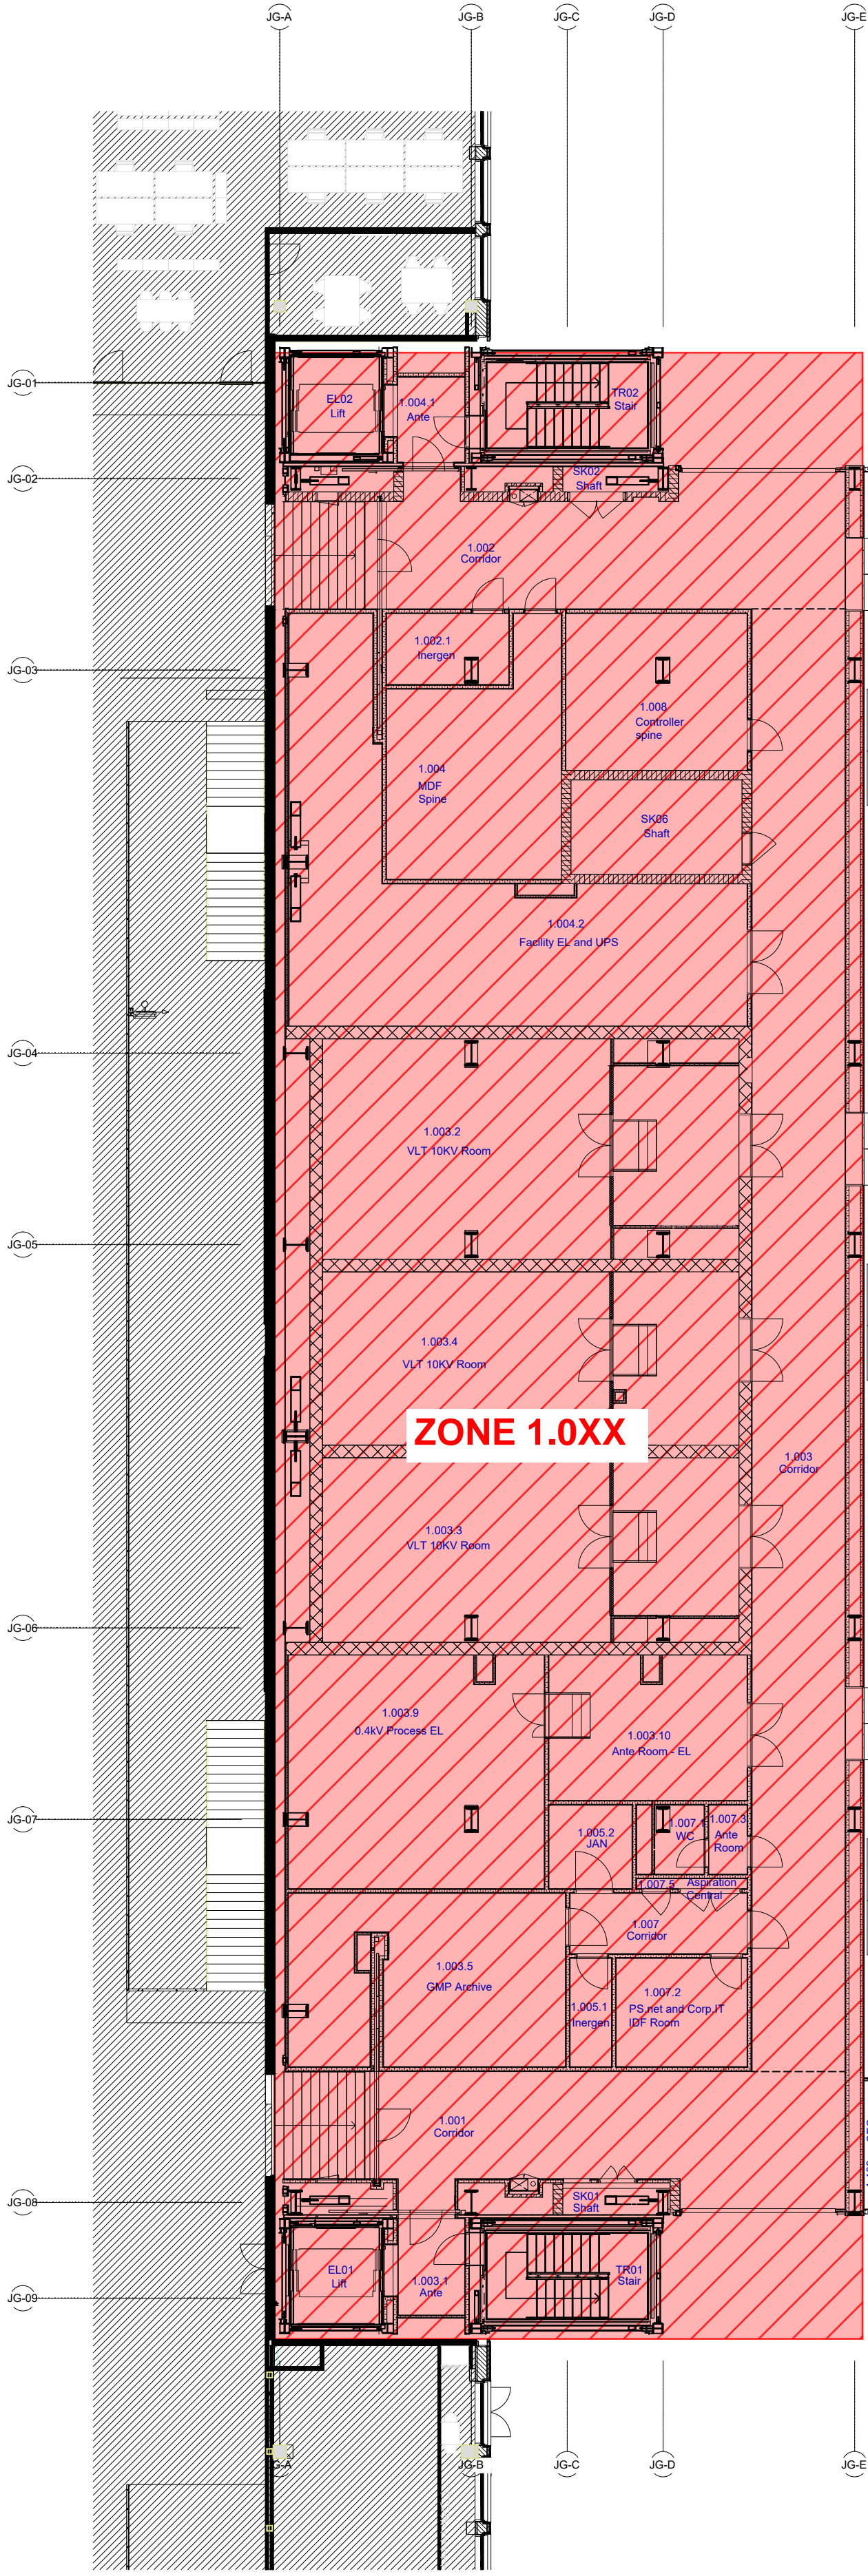 JG-A
JG-B
JG-C
JG-D
JG-E
JG-01
EL02
Lift
1.004.1
Ante
TR02
Stair
JG-02
SK02
Shaft
1.002
Corridor
1.002.1
Inergen
JG-03
1.008
Controller
spine
1.004
MDF
Spine
SK06
Shaft
1.004.2
Facility EL and UPS
JG-04
1.003.2
VLT 10KV Room
JG-05
1.003.4
VLT 10KV Room
ZONE 1.0XX
1.003
Corridor
1.003.3
VLT 10KV Room
JG-06
1.003.9
0.4kV Process EL
1.003.10
Ante Room - EL
JG-07
1.005.2
JAN
1.007.1
WC
1.007.3
Ante
Room
1.007.5
Aspiration
Central
1.007
Corridor
1.003.5
GMP Archive
1.005.1
Inergen
1.007.2
PS.net and Corp.IT
IDF Room
1.001
Corridor
JG-08
SK01
Shaft
EL01
Lift
1.003.1
Ante
TR01
Stair
JG-09
JG-A
JG-B
JG-C
JG-D
JG-E